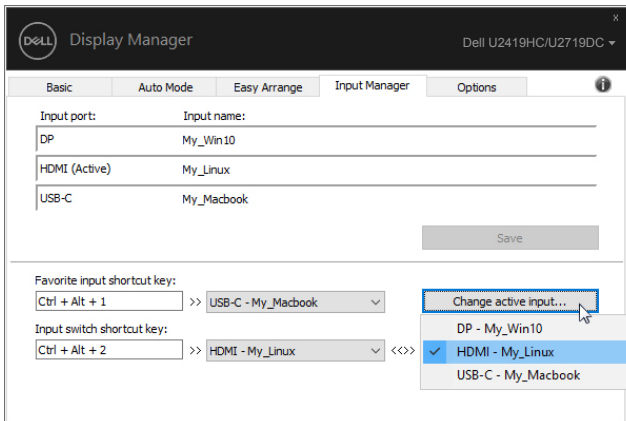 x
DELL Display Manager
Dell U2419HC/U2719DC
Basic Auto Mode Easy Arrange Input Manager Options i
Input port: Input name:
DP My_Win10
HDMI (Active) My_Linux
USB-C My_Macbook
Save
Favorite input shortcut key:
Ctrl + Alt + 1 >> USB-C - My_Macbook Change active input...
DP - My_Win10
Input switch shortcut key:
Ctrl + Alt + 2 >> HDMI - My_Linux <<>> HDMI - My_Linux
USB-C - My_Macbook